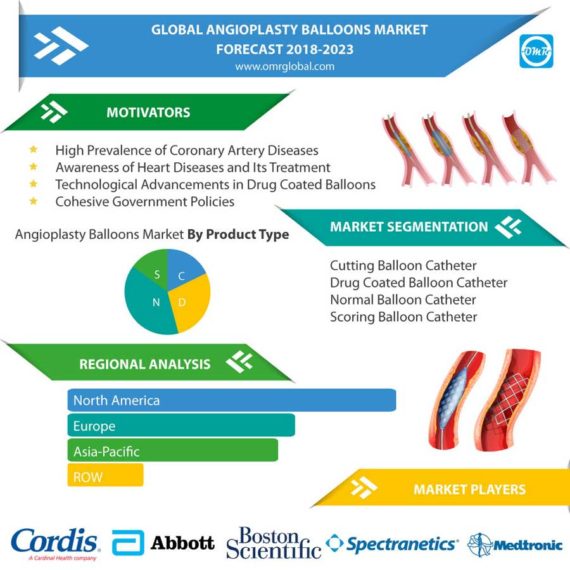 GLOBAL ANGIOPLASTY BALLOONS MARKET
FORECAST 2018-2023
www.omrglobal.com
OMR
MOTIVATORS
High Prevalence of Coronary Artery Diseases
Awareness of Heart Diseases and Its Treatment
Technological Advancements in Drug Coated Balloons
Cohesive Government Policies
Angioplasty Balloons Market By Product Type
S
C
N
D
MARKET SEGMENTATION
Cutting Balloon Catheter
Drug Coated Balloon Catheter
Normal Balloon Catheter
Scoring Balloon Catheter
REGIONAL ANALYSIS
North America
Europe
Asia-Pacific
ROW
MARKET PLAYERS
Cordis®
A Cardinal Health company
Abbott
Boston
Scientific
Spectranetics®
Medtronic